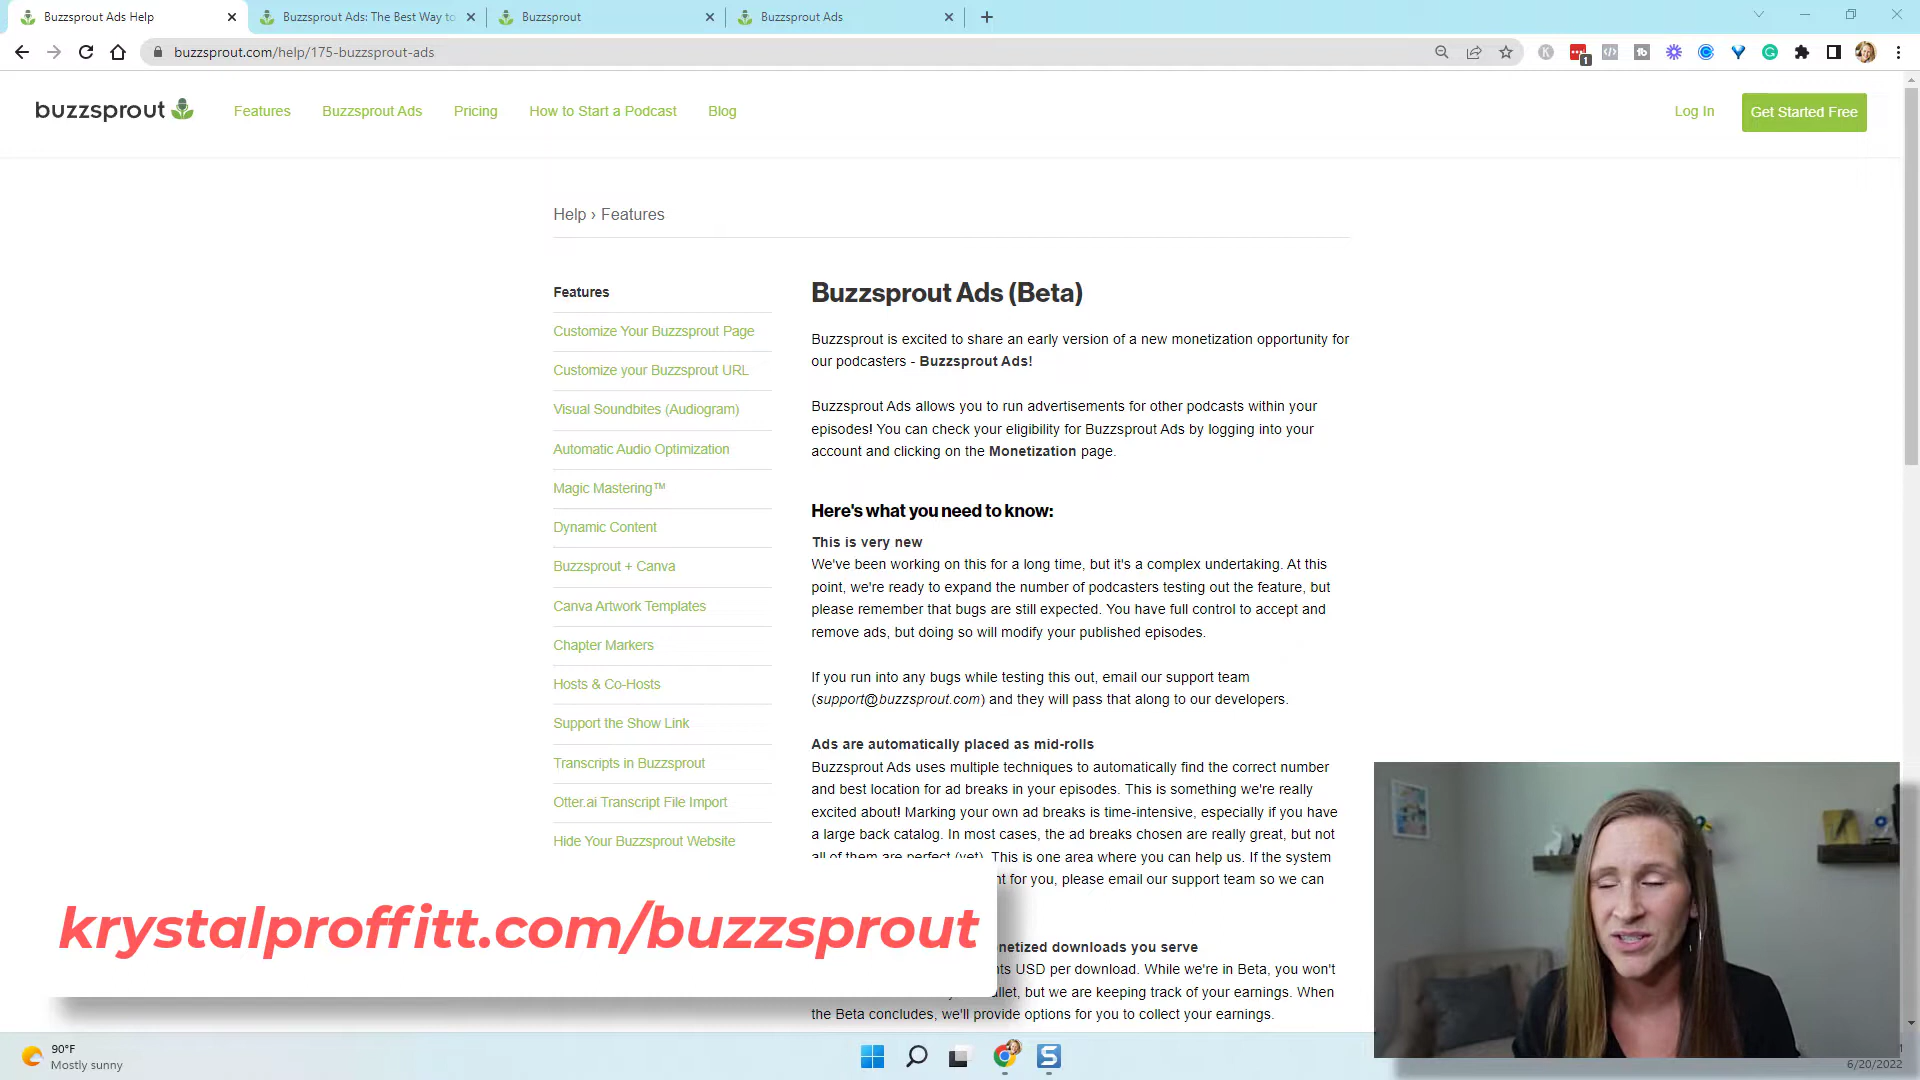 Buzzsprout Ads Help
Buzzsprout Ads: The Best Way to
Buzzsprout
Buzzsprout Ads
buzzsprout.com/help/175-buzzsprout-ads
1
buzzsprout
Features
Buzzsprout Ads
Pricing
How to Start a Podcast
Blog
Log In
Get Started Free
Help › Features
Features
Customize Your Buzzsprout Page
Customize your Buzzsprout URL
Visual Soundbites (Audiogram)
Automatic Audio Optimization
Magic Mastering™
Dynamic Content
Buzzsprout + Canva
Canva Artwork Templates
Chapter Markers
Hosts & Co-Hosts
Support the Show Link
Transcripts in Buzzsprout
Otter.ai Transcript File Import
Hide Your Buzzsprout Website
Buzzsprout Ads (Beta)
Buzzsprout is excited to share an early version of a new monetization opportunity for
our podcasters - Buzzsprout Ads!
Buzzsprout Ads allows you to run advertisements for other podcasts within your
episodes! You can check your eligibility for Buzzsprout Ads by logging into your
account and clicking on the Monetization page.
Here's what you need to know:
This is very new
We've been working on this for a long time, but it's a complex undertaking. At this
point, we're ready to expand the number of podcasters testing out the feature, but
please remember that bugs are still expected. You have full control to accept and
remove ads, but doing so will modify your published episodes.
If you run into any bugs while testing this out, email our support team
(support@buzzsprout.com) and they will pass that along to our developers.
Ads are automatically placed as mid-rolls
Buzzsprout Ads uses multiple techniques to automatically find the correct number
and best location for ad breaks in your episodes. This is something we're really
excited about! Marking your own ad breaks is time-intensive, especially if you have
a large back catalog. In most cases, the ad breaks chosen are really great, but not
all of them are perfect (yet). This is one area where you can help us. If the system
for you, please email our support team so we can
downloads you serve
USD per download. While we're in Beta, you won't
but we are keeping track of your earnings. When
the Beta concludes, we'll provide options for you to collect your earnings.
krystalproffitt.com/buzzsprout
90°F
Mostly sunny
6/20/2022